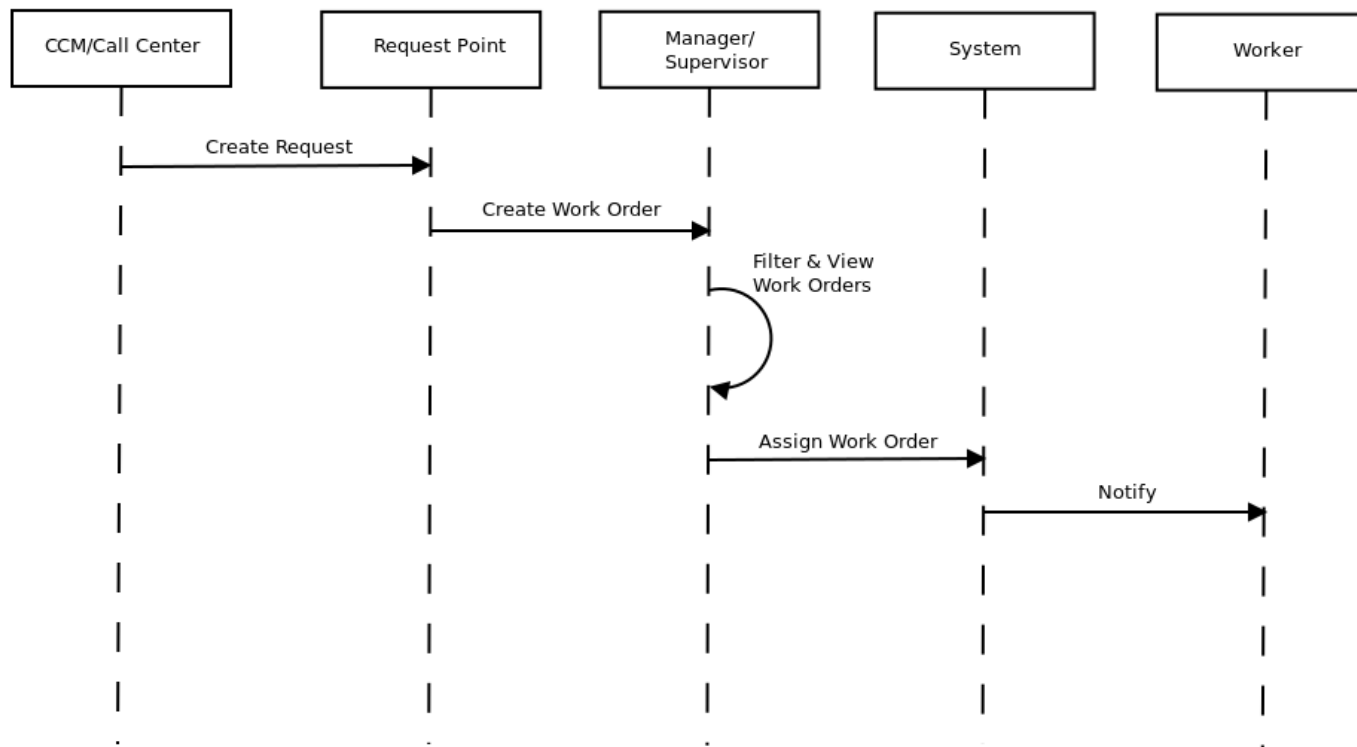 CCM/Call Center
Request Point
Manager/
Supervisor
System
Worker
Create Request
Create Work Order
Filter & View
Work Orders
Assign Work Order
Notify